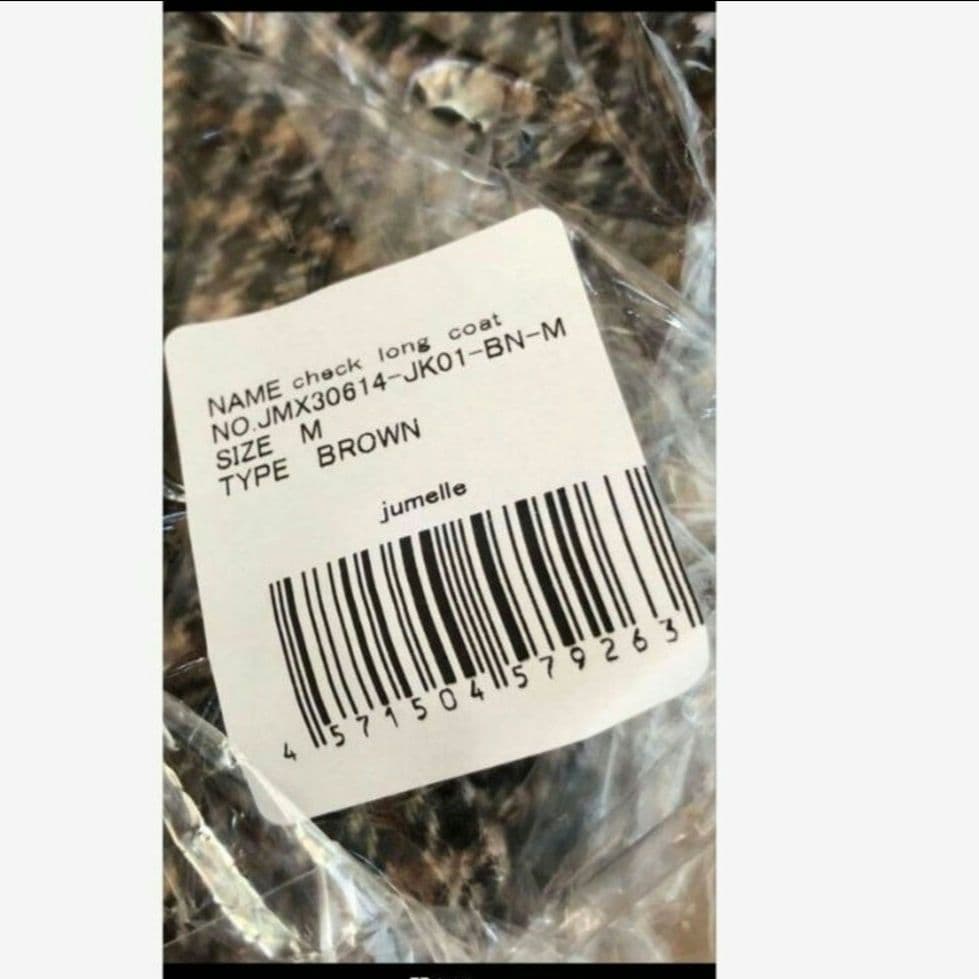 NAME check long coat
NO.JMX30614-JK01-BN-M
SIZE M
TYPE BROWN
jumelle
4 571504 579263